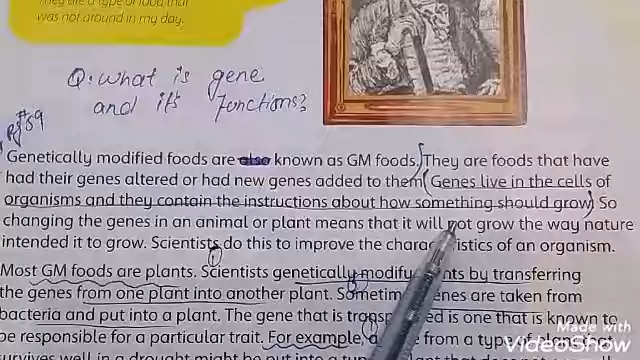 They are a type of food that
was not around in my day.
Q: what is gene
and it's functions?
Pg#59
Genetically modified foods are also known as GM foods. They are foods that have
had their genes altered or had new genes added to them. Genes live in the cells of
organisms and they contain the instructions about how something should grow. So
changing the genes in an animal or plant means that it will not grow the way nature
intended it to grow. Scientists do this to improve the characteristics of an organism.
Most GM foods are plants. Scientists genetically modify by transferring
the genes from one plant into another plant. Sometimes genes are taken from
bacteria and put into a plant. The gene that is is one that is known to
be responsible for a particular trait. For example, from a type of plant
survives well in a drought might be put into a
Made with
VideoShow